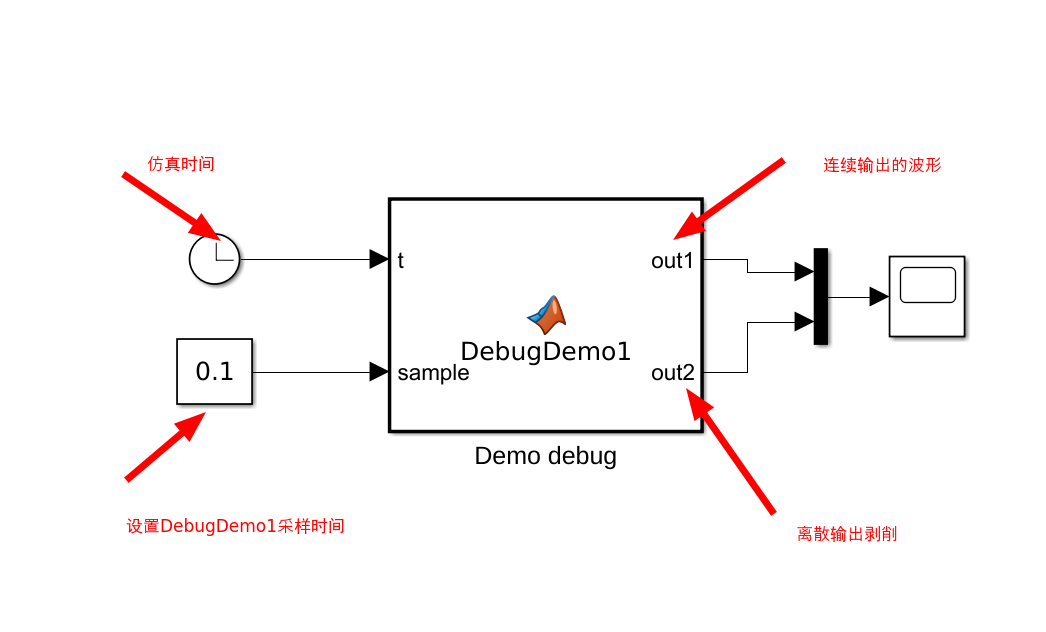 仿真时间
连续输出的波形
t
out1
DebugDemo1
0.1
sample
out2
Demo debug
设置DebugDemo1采样时间
离散输出剥削